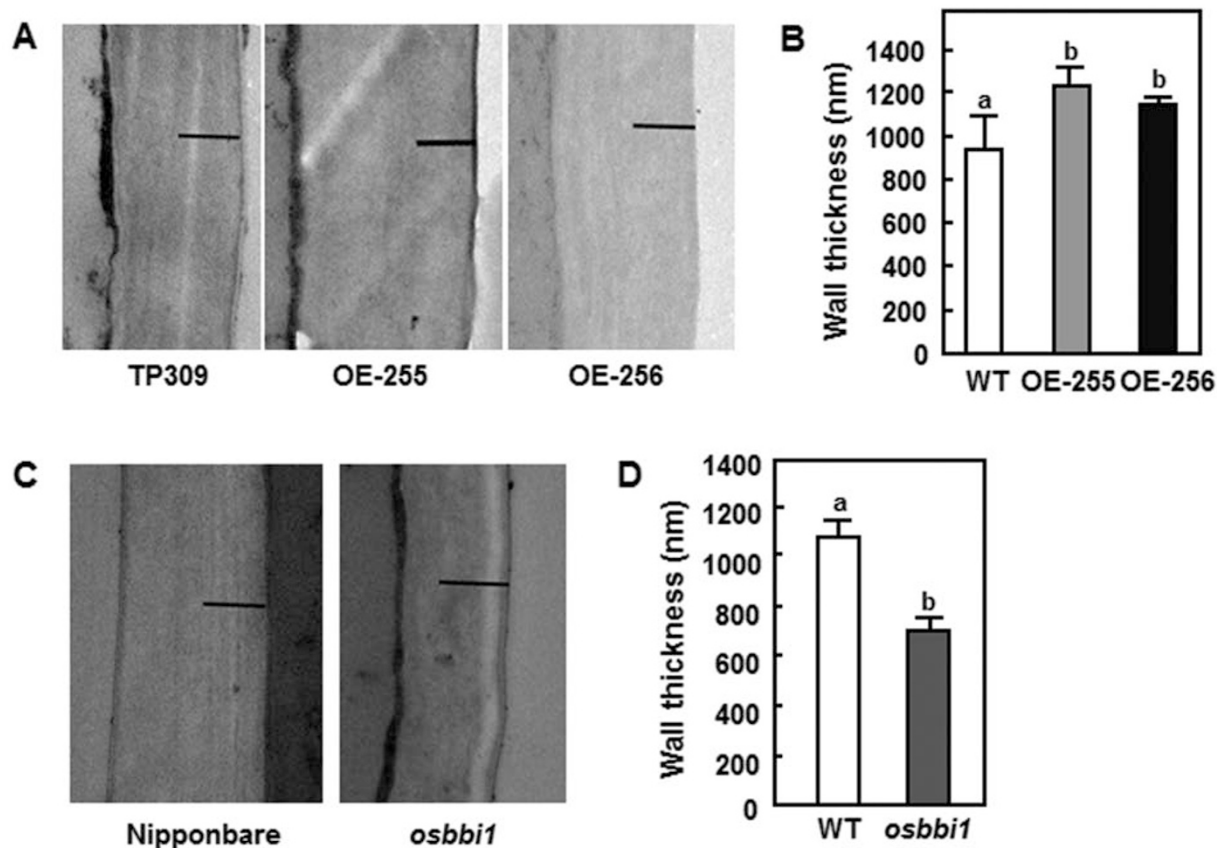 A
TP309
OE-255
OE-256
B
Wall thickness (nm)
1400
1200
1000
800
600
400
200
0
a
b
b
WT
OE-255
OE-256
C
Nipponbare
osbbi1
D
Wall thickness (nm)
1400
1200
1000
800
600
400
200
0
a
b
WT
osbbi1